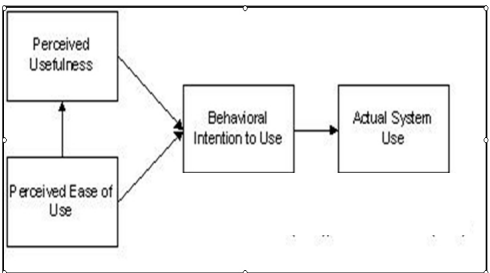 Perceived
Usefulness
Behavioral
Intention to Use
Actual System
Use
Perceived Ease of
Use